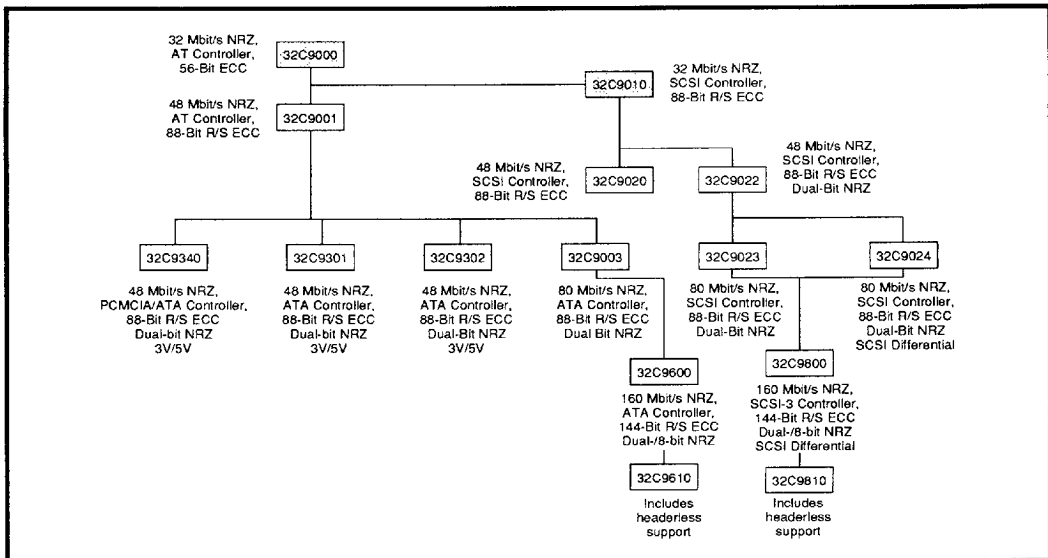 32 Mbit/s NRZ,
AT Controller,
56-Bit ECC
32C9000
32C9010
32 Mbit/s NRZ,
SCSI Controller,
88-Bit R/S ECC
48 Mbit/s NRZ,
AT Controller,
88-Bit R/S ECC
32C9001
48 Mbit/s NRZ,
SCSI Controller,
88-Bit R/S ECC
32C9020
32C9022
48 Mbit/s NRZ,
SCSI Controller,
88-Bit R/S ECC
Dual-Bit NRZ
32C9340
48 Mbit/s NRZ,
PCMCIA/ATA Controller,
88-Bit R/S ECC
Dual-bit NRZ
3V/5V
32C9301
48 Mbit/s NRZ,
ATA Controller,
88-Bit R/S ECC
Dual-bit NRZ
3V/5V
32C9302
48 Mbit/s NRZ,
ATA Controller,
88-Bit R/S ECC
Dual-Bit NRZ
3V/5V
32C9003
80 Mbit/s NRZ,
ATA Controller,
88-Bit R/S ECC
Dual Bit NRZ
32C9023
80 Mbit/s NRZ,
SCSI Controller,
88-Bit R/S ECC
Dual-Bit NRZ
32C9024
80 Mbit/s NRZ,
SCSI Controller,
88-Bit R/S ECC
Dual-Bit NRZ
SCSI Differential
32C9600
160 Mbit/s NRZ,
ATA Controller,
144-Bit R/S ECC
Dual-/8-bit NRZ
32C9610
Includes
headerless
support
32C9800
160 Mbit/s NRZ,
SCSI-3 Controller,
144-Bit R/S ECC
Dual-/8-bit NRZ
SCSI Differential
32C9810
Includes
headerless
support